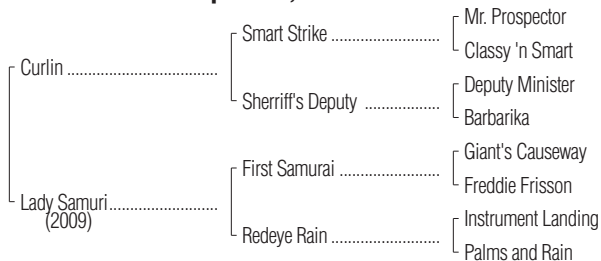 Mr. Prospector
Smart Strike ........................
Classy 'n Smart
Curlin .................................
Deputy Minister
Sherriff's Deputy ................
Barbarika
Giant's Causeway
First Samurai ......................
Freddie Frisson
Lady Samuri........................
(2009)
Instrument Landing
Redeye Rain ........................
Palms and Rain